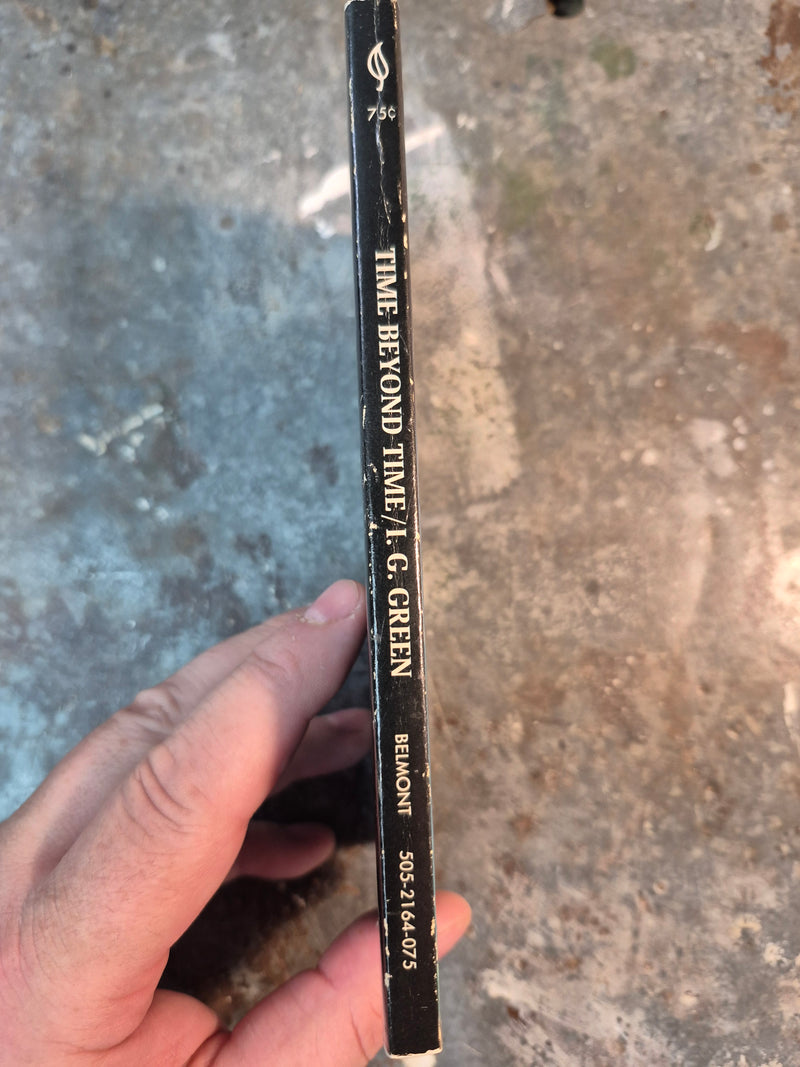 75¢
TIME BEYOND TIME/I. G. GREEN
BELMONT
505-2164-075